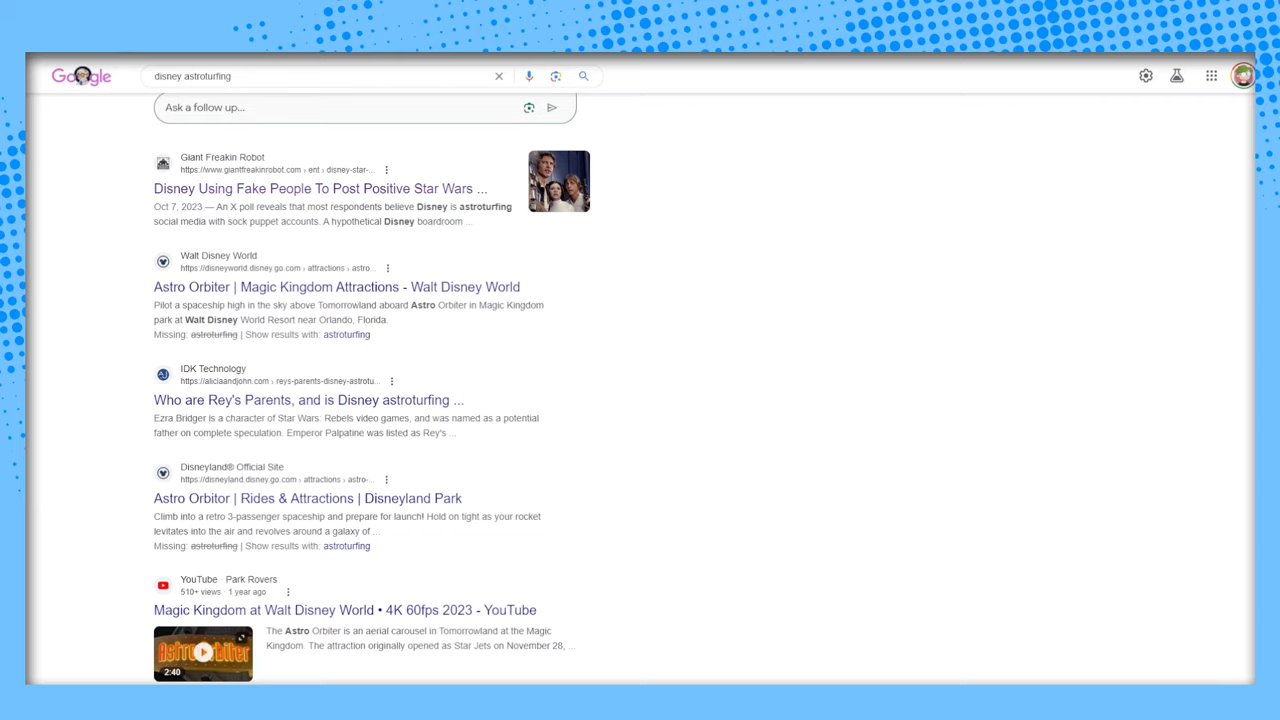 Google
disney astroturfing
Ask a follow up...
Giant Freakin Robot
https://www.giantfreakinrobot.com › ent › disney-star-...
Disney Using Fake People To Post Positive Star Wars ...
Oct 7, 2023 — An X poll reveals that most respondents believe Disney is astroturfing
social media with sock puppet accounts. A hypothetical Disney boardroom ...
Walt Disney World
https://disneyworld.disney.go.com › attractions › astro...
Astro Orbiter | Magic Kingdom Attractions - Walt Disney World
Pilot a spaceship high in the sky above Tomorrowland aboard Astro Orbiter in Magic Kingdom
park at Walt Disney World Resort near Orlando, Florida.
Missing: astroturfing | Show results with: astroturfing
IDK Technology
https://aliciaandjohn.com › reys-parents-disney-astrotu...
Who are Rey's Parents, and is Disney astroturfing ...
Ezra Bridger is a character of Star Wars: Rebels video games, and was named as a potential
father on complete speculation. Emperor Palpatine was listed as Rey's ...
Disneyland® Official Site
https://disneyland.disney.go.com › attractions › astro-...
Astro Orbitor | Rides & Attractions | Disneyland Park
Climb into a retro 3-passenger spaceship and prepare for launch! Hold on tight as your rocket
levitates into the air and revolves around a galaxy of ...
Missing: astroturfing | Show results with: astroturfing
YouTube · Park Rovers
510+ views · 1 year ago
Magic Kingdom at Walt Disney World • 4K 60fps 2023 - YouTube
The Astro Orbiter is an aerial carousel in Tomorrowland at the Magic
Kingdom. The attraction originally opened as Star Jets on November 28, ...
AstroOrbiter
2:40